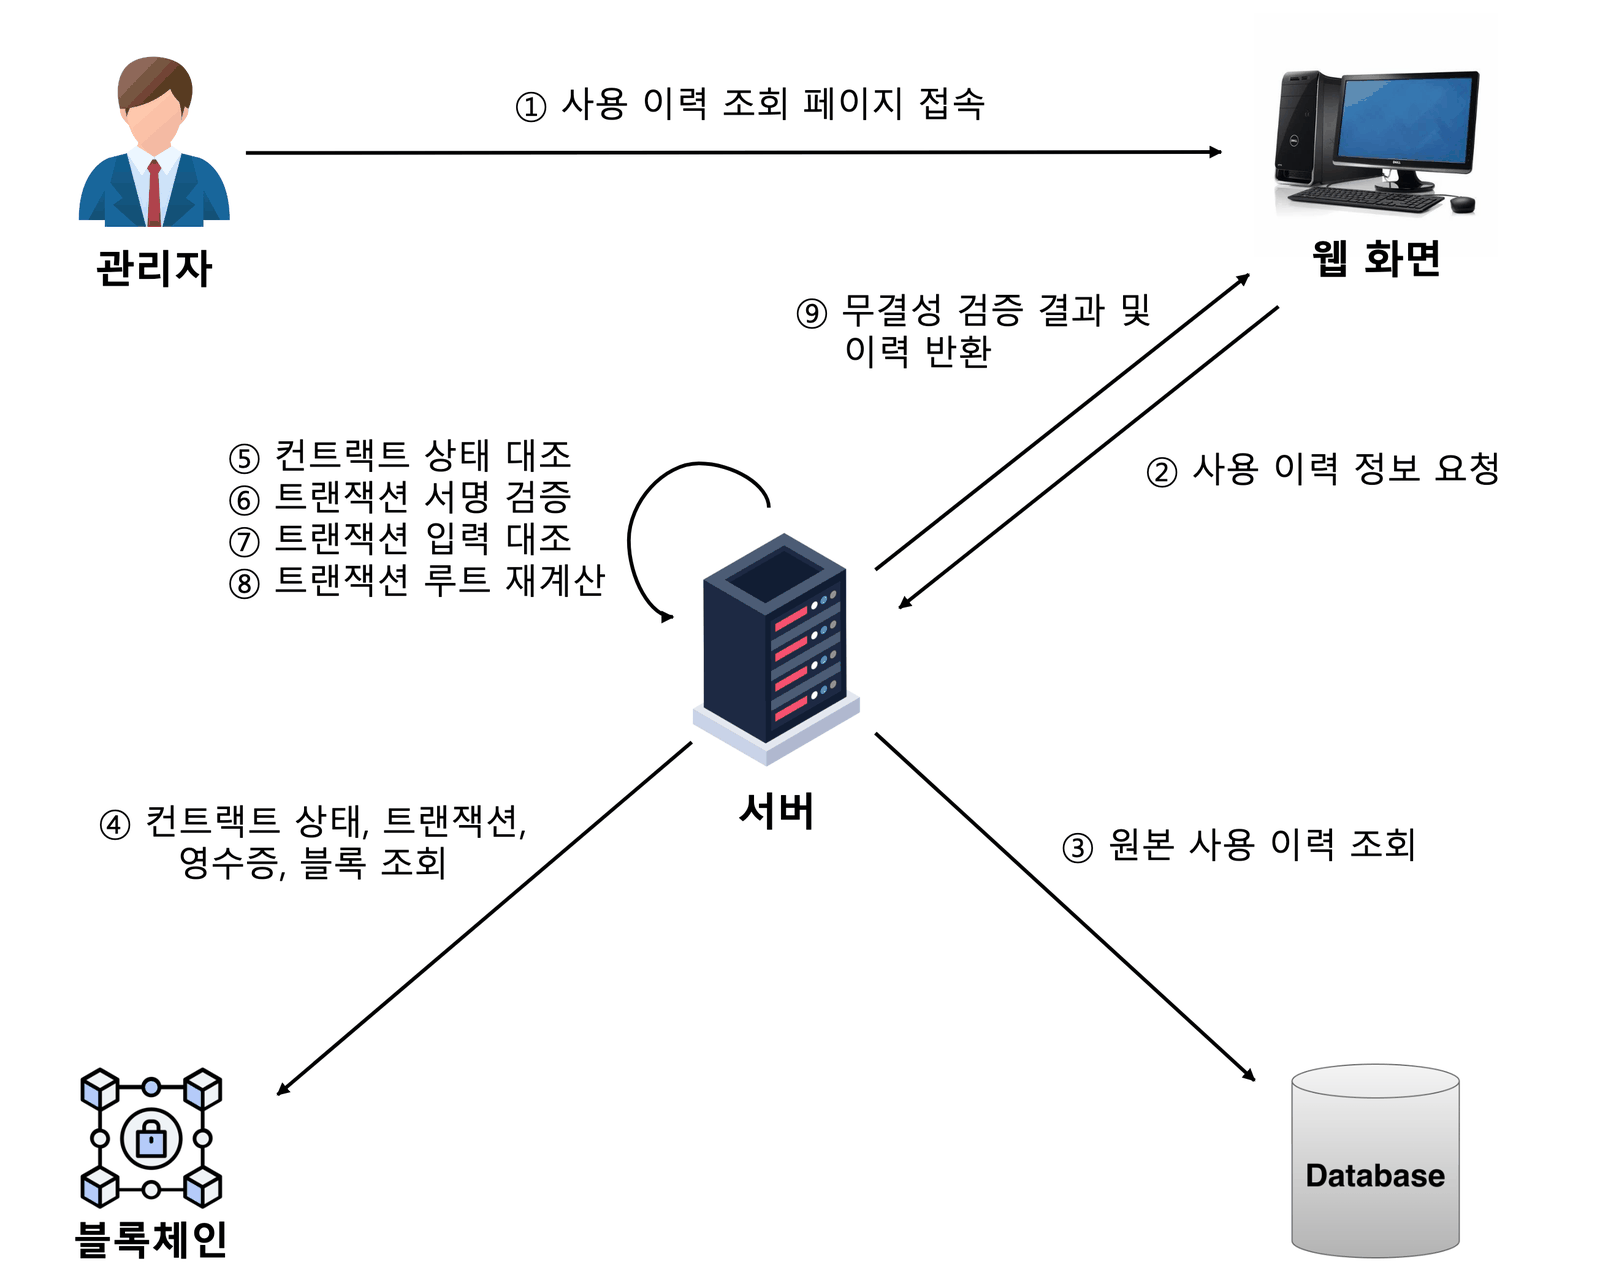 ① 사용 이력 조회 페이지 접속
관리자
웹 화면
⑨ 무결성 검증 결과 및
이력 반환
② 사용 이력 정보 요청
⑤ 컨트랙트 상태 대조
⑥ 트랜잭션 서명 검증
⑦ 트랜잭션 입력 대조
⑧ 트랜잭션 루트 재계산
서버
④ 컨트랙트 상태, 트랜잭션,
영수증, 블록 조회
③ 원본 사용 이력 조회
블록체인
Database